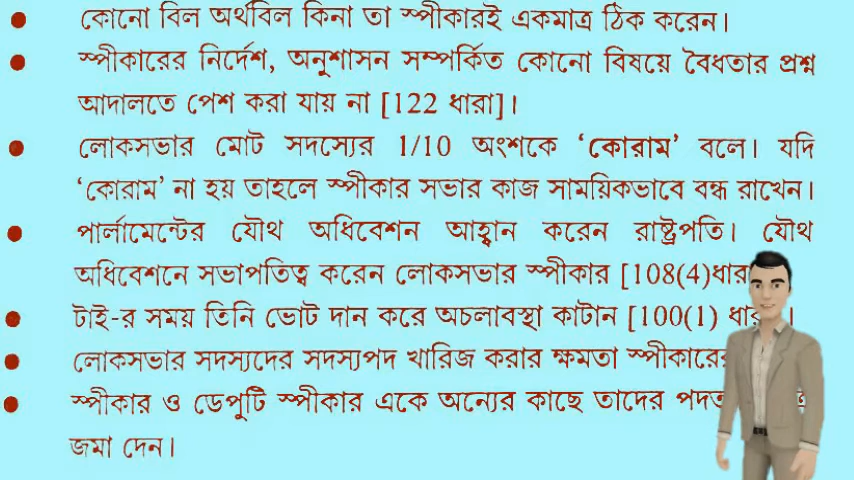 • কোনো বিল অর্থবিল কিনা তা স্পীকারই একমাত্র ঠিক করেন।
• স্পীকারের নির্দেশ, অনুশাসন সম্পর্কিত কোনো বিষয়ে বৈধতার প্রশ্ন
আদালতে পেশ করা যায় না [122 ধারা]।
• লোকসভার মোট সদস্যের 1/10 অংশকে ‘কোরাম’ বলে। যদি
‘কোরাম’ না হয় তাহলে স্পীকার সভার কাজ সাময়িকভাবে বন্ধ রাখেন।
• পার্লামেন্টের যৌথ অধিবেশন আহ্বান করেন রাষ্ট্রপতি। যৌথ
অধিবেশনে সভাপতিত্ব করেন লোকসভার স্পীকার [108(4)ধার
• টাই-র সময় তিনি ভোট দান করে অচলাবস্থা কাটান [100(1) ধার ।
• লোকসভার সদস্যদের সদস্যপদ খারিজ করার ক্ষমতা স্পীকারের
• স্পীকার ও ডেপুটি স্পীকার একে অন্যের কাছে তাদের
জমা দেন।